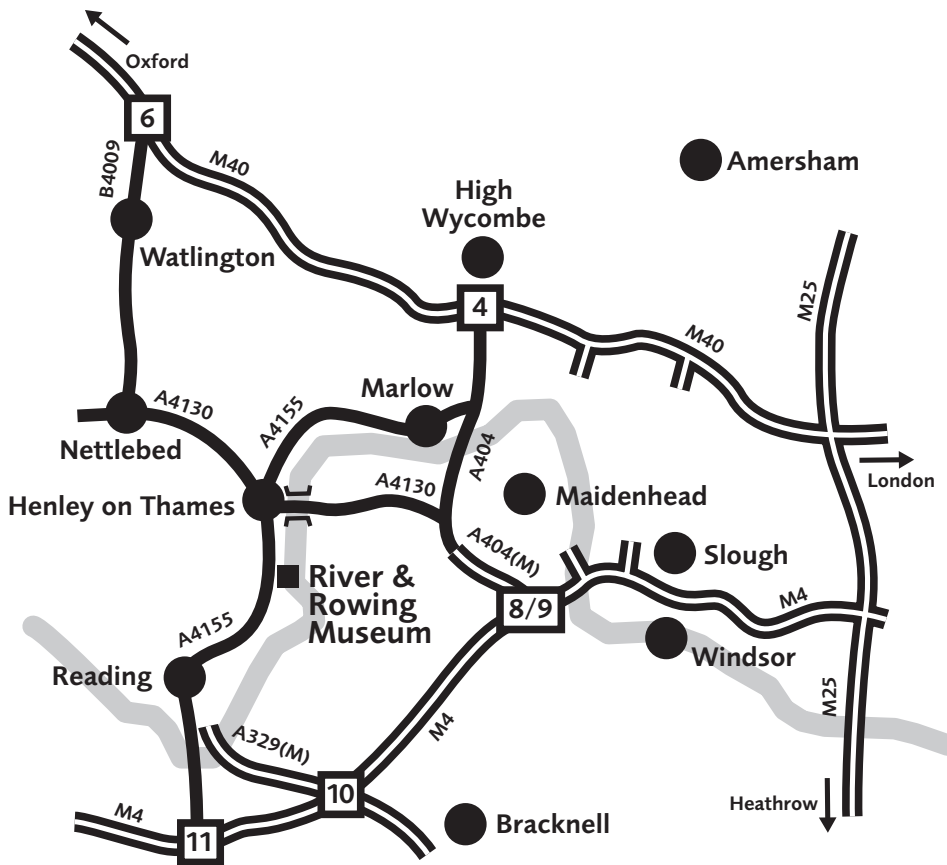 Oxford
6
B4009
M40
Amersham
High
Wycombe
Watlington
M25
4
M40
Marlow
A4130
A4155
Nettlebed
A404
London
A4130
Maidenhead
Henley on Thames
A404(M)
Slough
River &
Rowing
Museum
8/9
M4
A4155
Windsor
Reading
M25
M4
A329(M)
10
Heathrow
M4
11
Bracknell